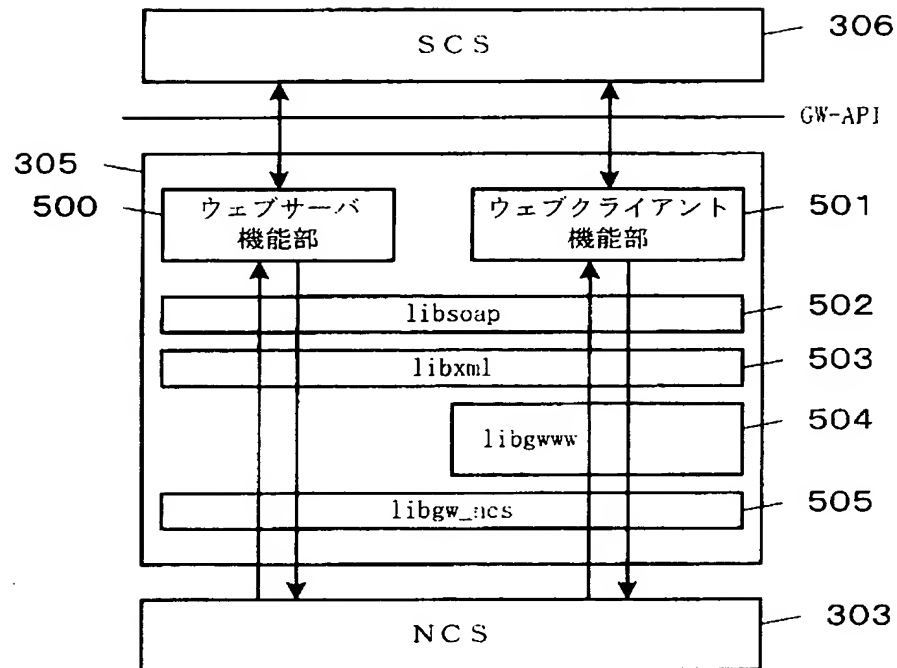 SCS
306
GW-API
305
500
ウェブサーバ
機能部
ウェブクライアント
機能部
501
libsoap
502
libxml
503
libgwww
504
libgw_ncs
505
NCS
303